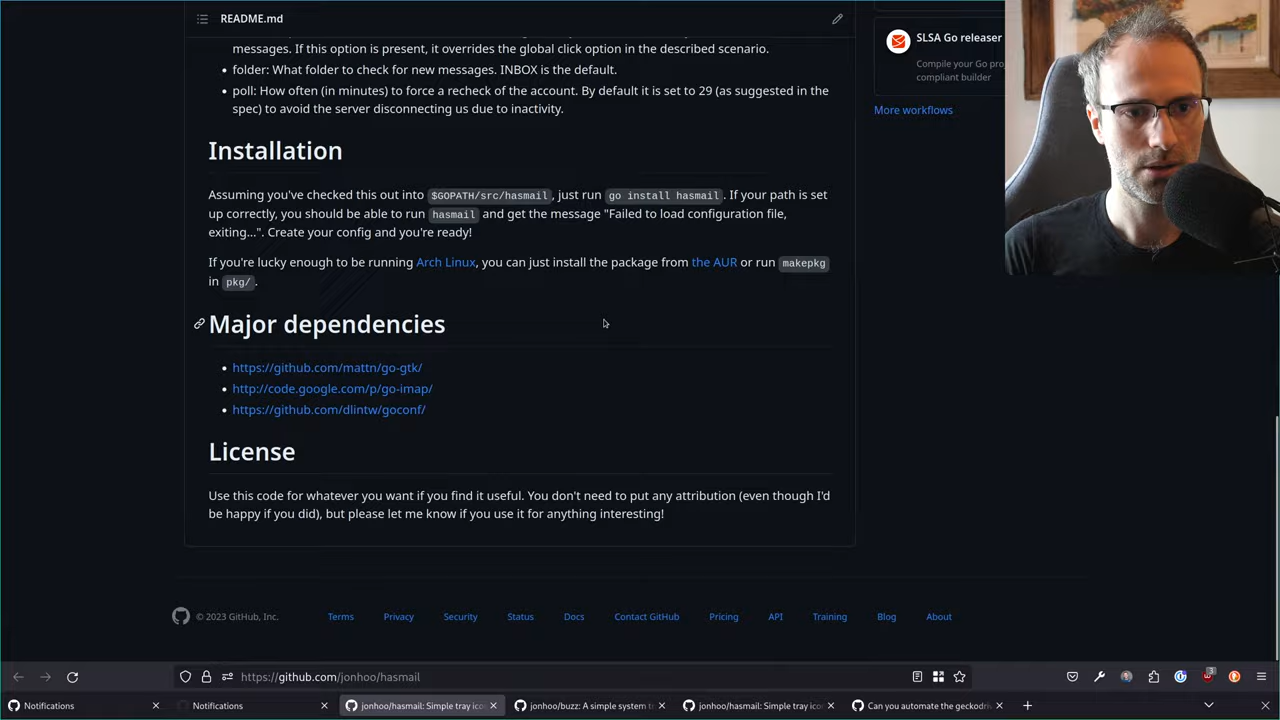 README.md
messages. If this option is present, it overrides the global click option in the described scenario.
folder: What folder to check for new messages. INBOX is the default.
poll: How often (in minutes) to force a recheck of the account. By default it is set to 29 (as suggested in the
spec) to avoid the server disconnecting us due to inactivity.
Installation
Assuming you've checked this out into $GOPATH/src/hasmail, just run go install hasmail. If your path is set
up correctly, you should be able to run hasmail and get the message "Failed to load configuration file,
exiting...". Create your config and you're ready!
If you're lucky enough to be running Arch Linux, you can just install the package from the AUR or run makepkg
in pkg/.
Major dependencies
https://github.com/mattn/go-gtk/
http://code.google.com/p/go-imap/
https://github.com/dlintw/goconf/
License
Use this code for whatever you want if you find it useful. You don't need to put any attribution (even though I'd
be happy if you did), but please let me know if you use it for anything interesting!
SLSA Go releaser
Compile your Go pro
compliant builder
More workflows
© 2023 GitHub, Inc.
Terms
Privacy
Security
Status
Docs
Contact GitHub
Pricing
API
Training
Blog
About
https://github.com/jonhoo/hasmail
3
Notifications
Notifications
jonhoo/hasmail: Simple tray ico
jonhoo/buzz: A simple system t
jonhoo/hasmail: Simple tray ico
Can you automate the geckodri